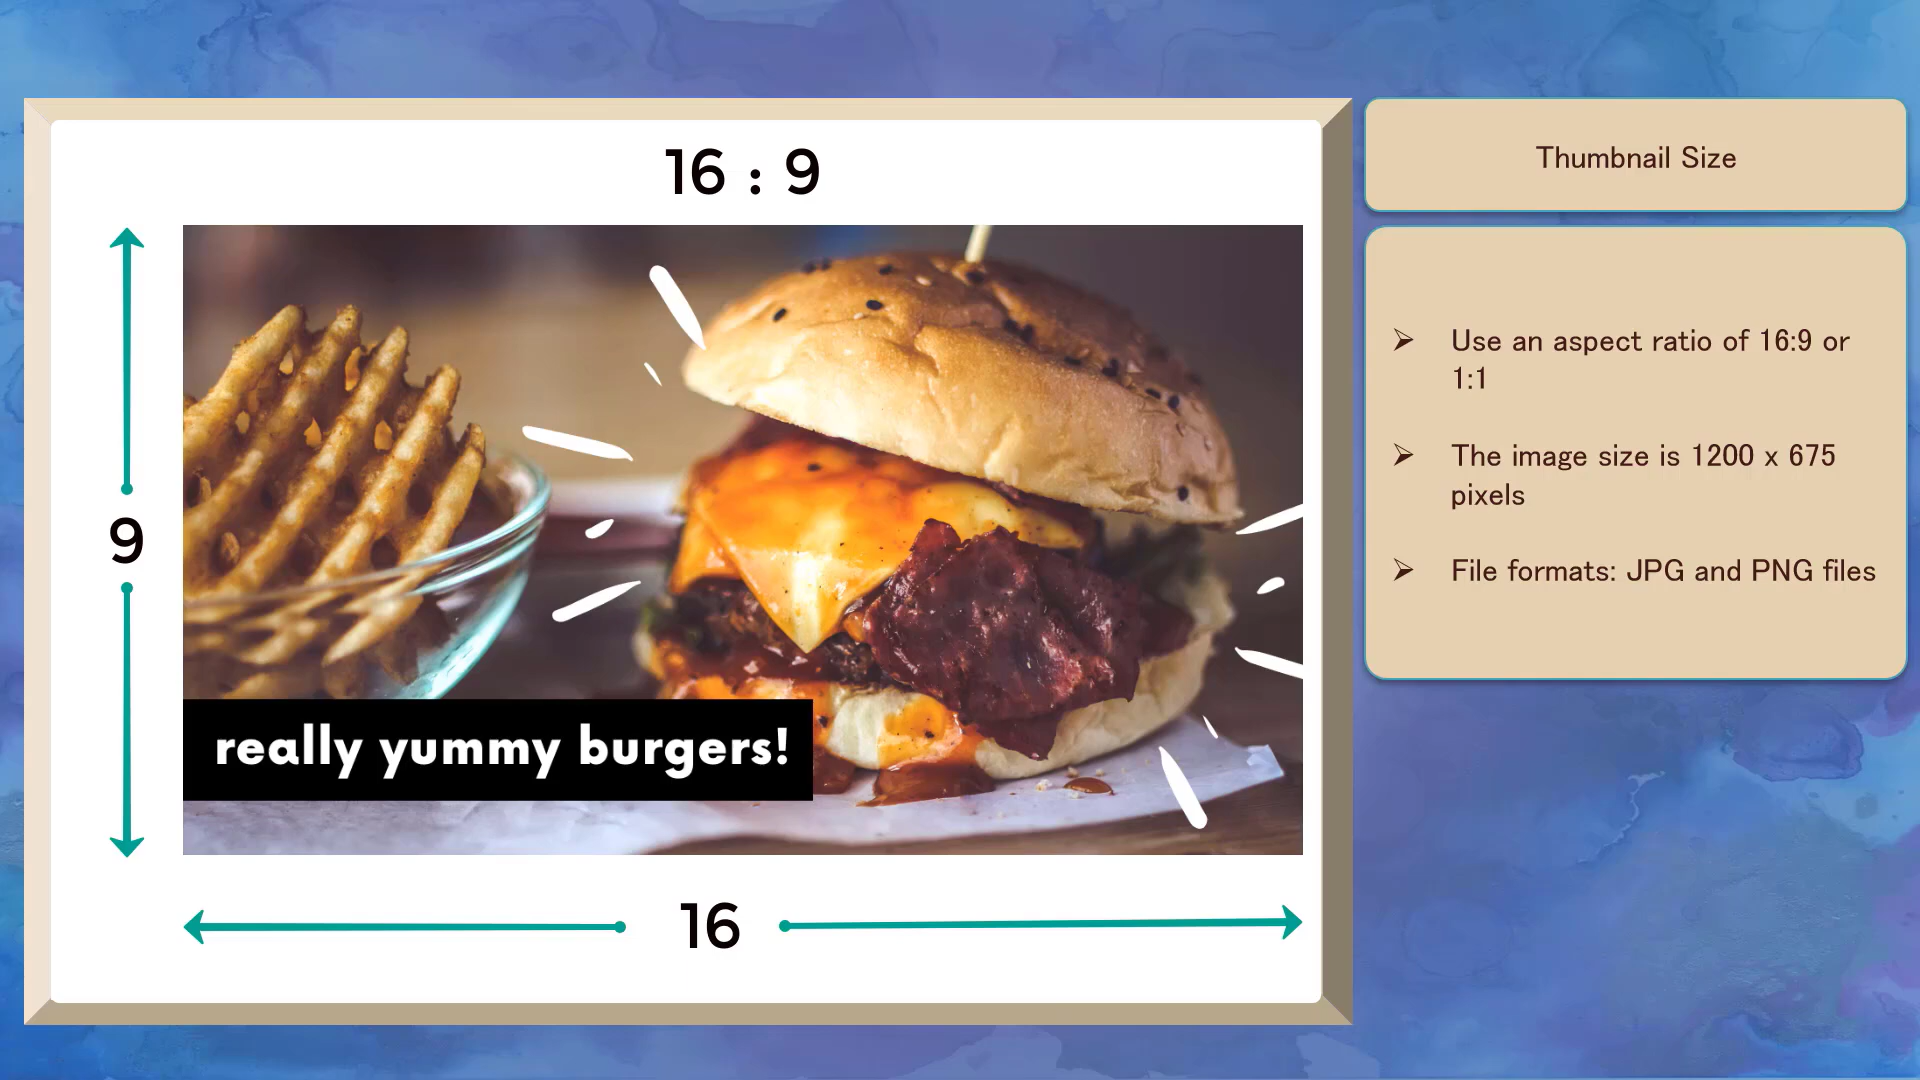 16 : 9
9
really yummy burgers!
16
Thumbnail Size
➢ Use an aspect ratio of 16:9 or
1:1
➢ The image size is 1200 x 675
pixels
➢ File formats: JPG and PNG files